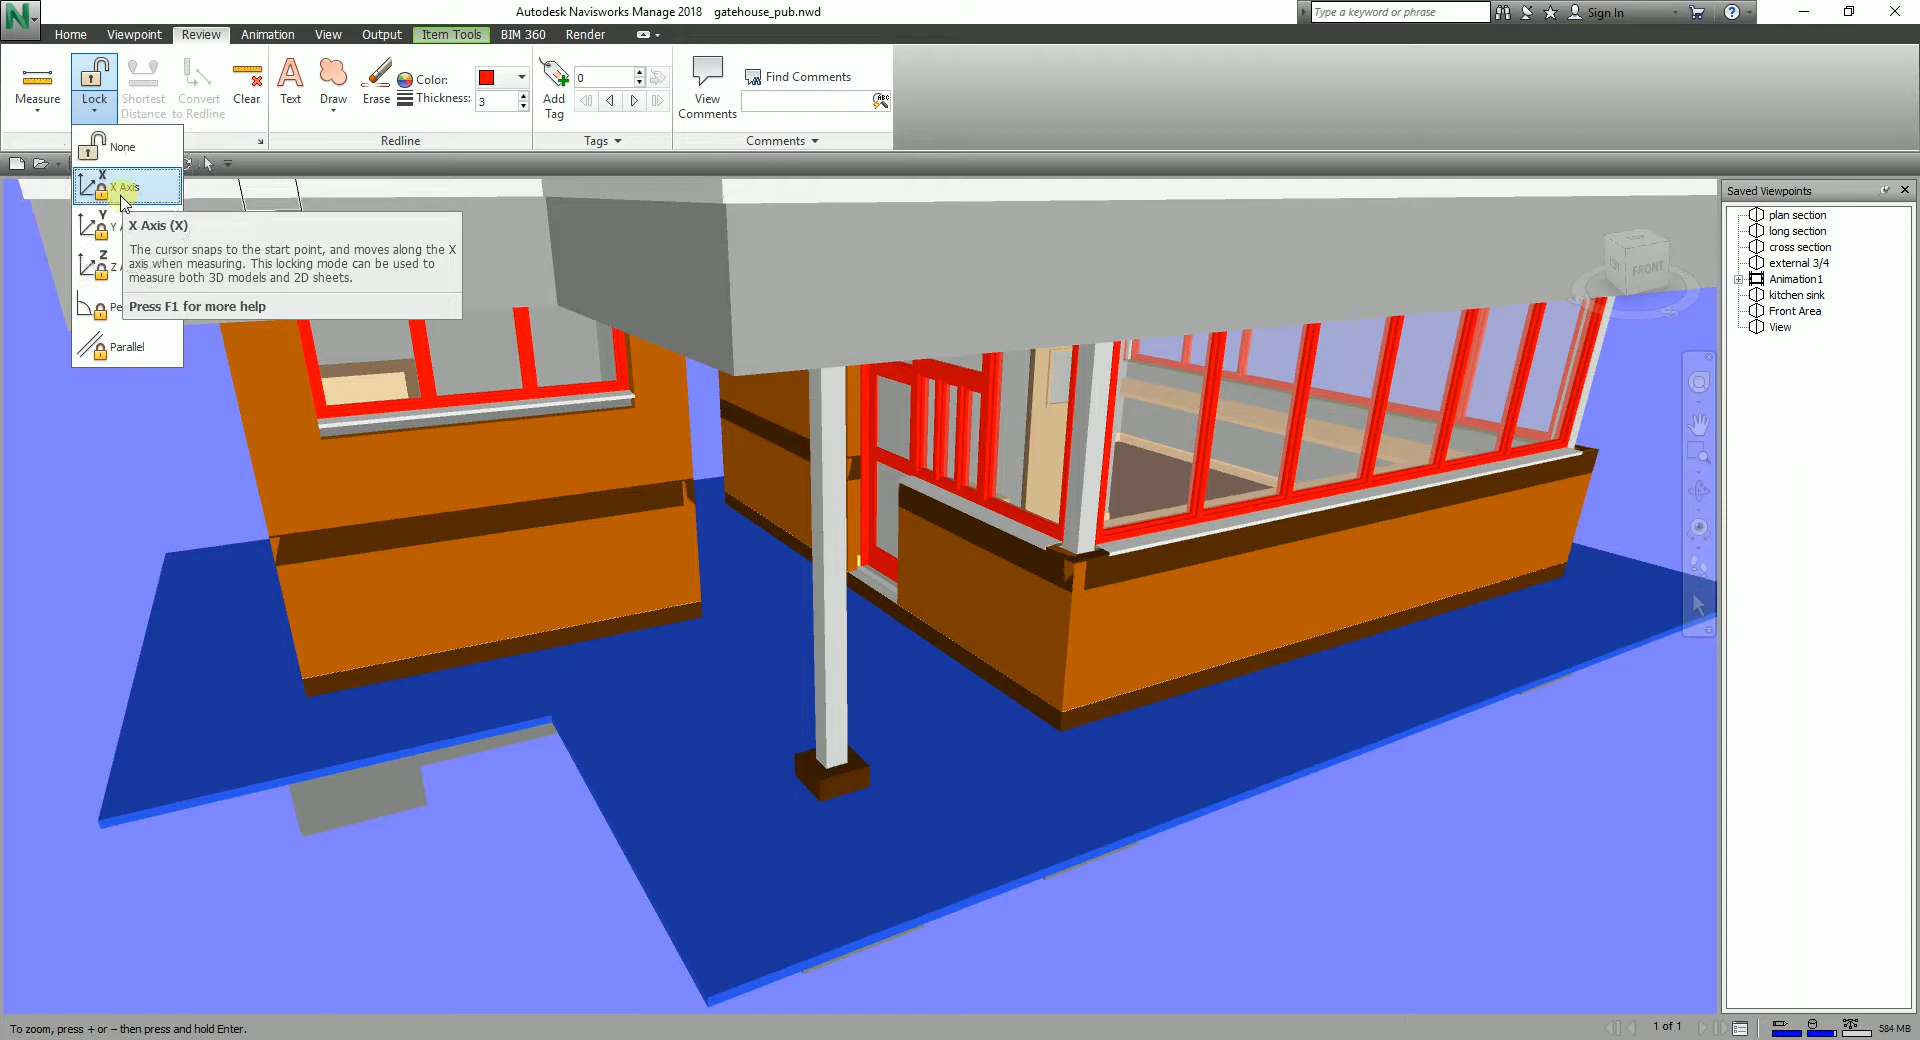 Autodesk Navisworks Manage 2018 gatehouse_pub.nwd
Type a keyword or phrase
Sign In
Home Viewpoint Review Animation View Output Item Tools BIM 360 Render
Measure
Lock
Shortest
Distance
Convert
to Redline
Clear
Text
Draw
Erase
Color:
Thickness: 3
Redline
Add
Tag
0
Tags
View
Comments
Find Comments
Comments
None
X Axis
X Axis (X)
The cursor snaps to the start point, and moves along the X
axis when measuring. This locking mode can be used to
measure both 3D models and 2D sheets.
Press F1 for more help
Parallel
FRONT
Saved Viewpoints
plan section
long section
cross section
external 3/4
Animation1
kitchen sink
Front Area
View
To zoom, press + or – then press and hold Enter.
1 of 1
584 MB